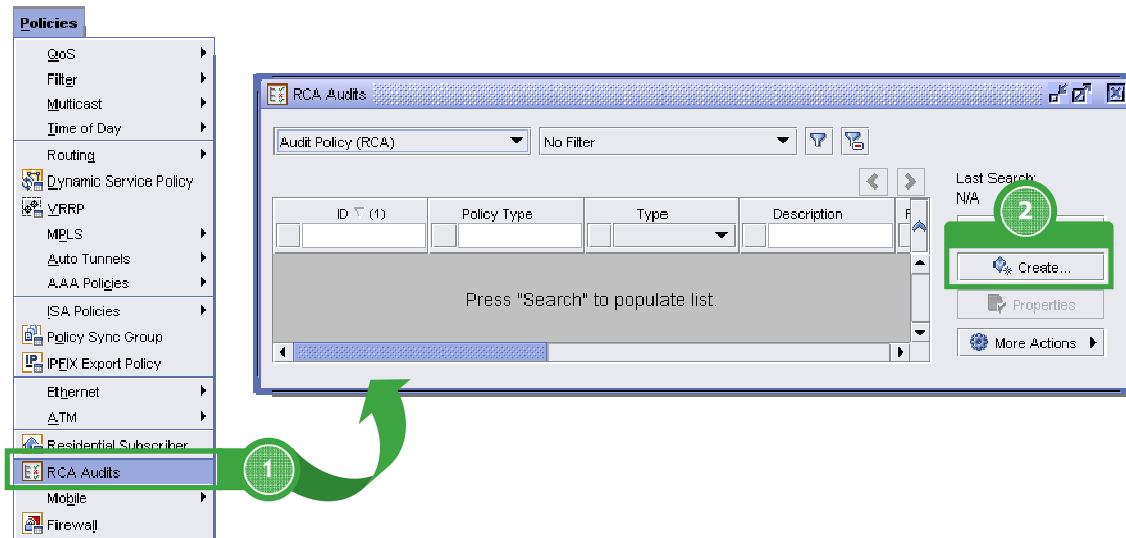 Policies
QoS
Filter
Multicast
Time of Day
Routing
Dynamic Service Policy
VRRP
MPLS
Auto Tunnels
AAA Policies
ISA Policies
Policy Sync Group
IPFIX Export Policy
Ethernet
ATM
Residential Subscriber
RCA Audits
Mobile
Firewall
1
RCA Audits
Audit Policy (RCA)
No Filter
Last Search:
N/A
2
ID (1)
Policy Type
Type
Description
Create...
Press "Search" to populate list.
Properties
More Actions